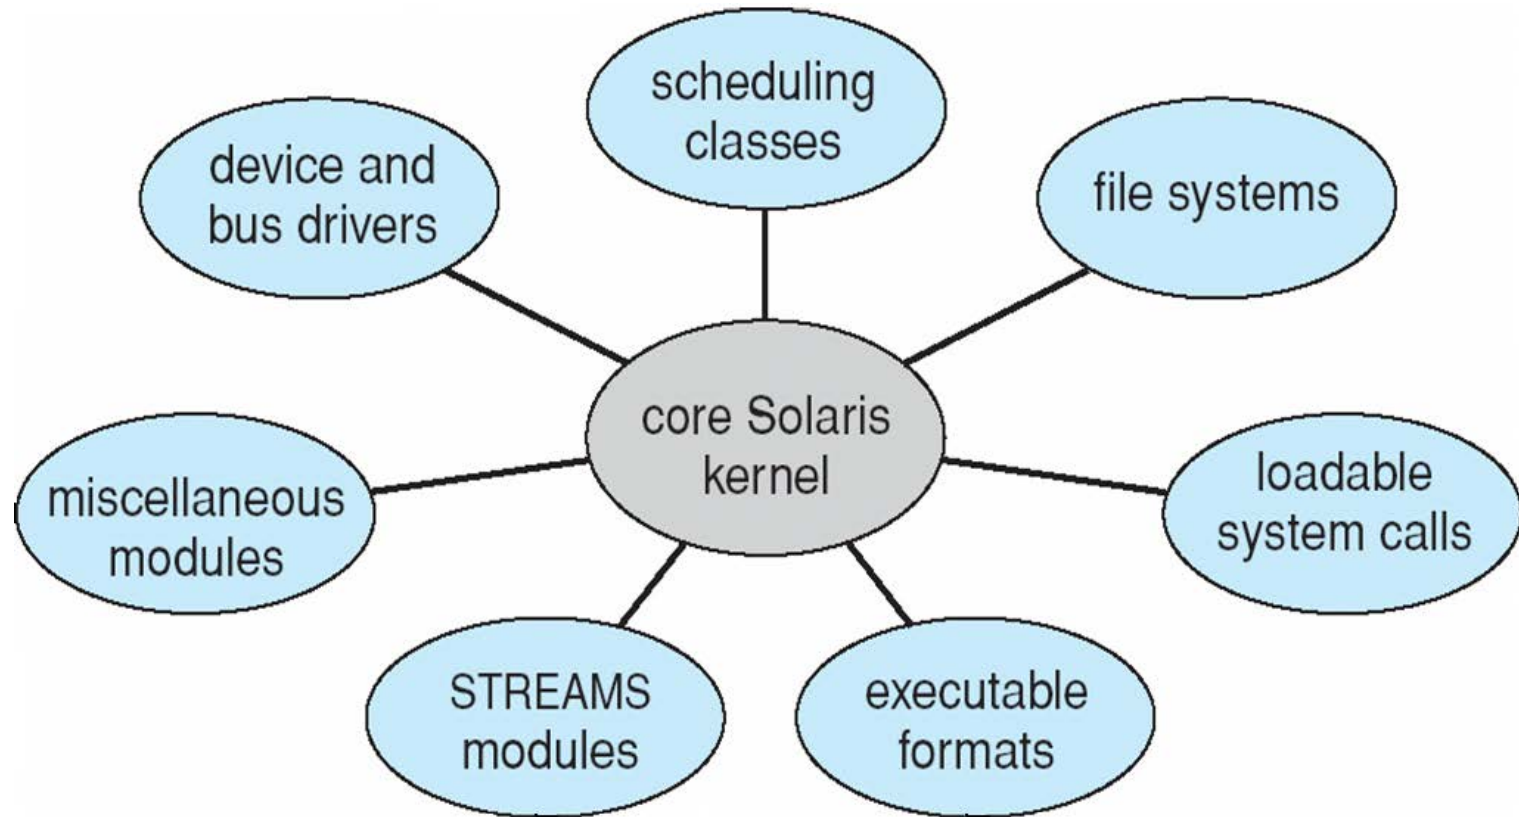 scheduling
classes
device and
bus drivers
file systems
core Solaris
kernel
miscellaneous
modules
loadable
system calls
STREAMS
modules
executable
formats